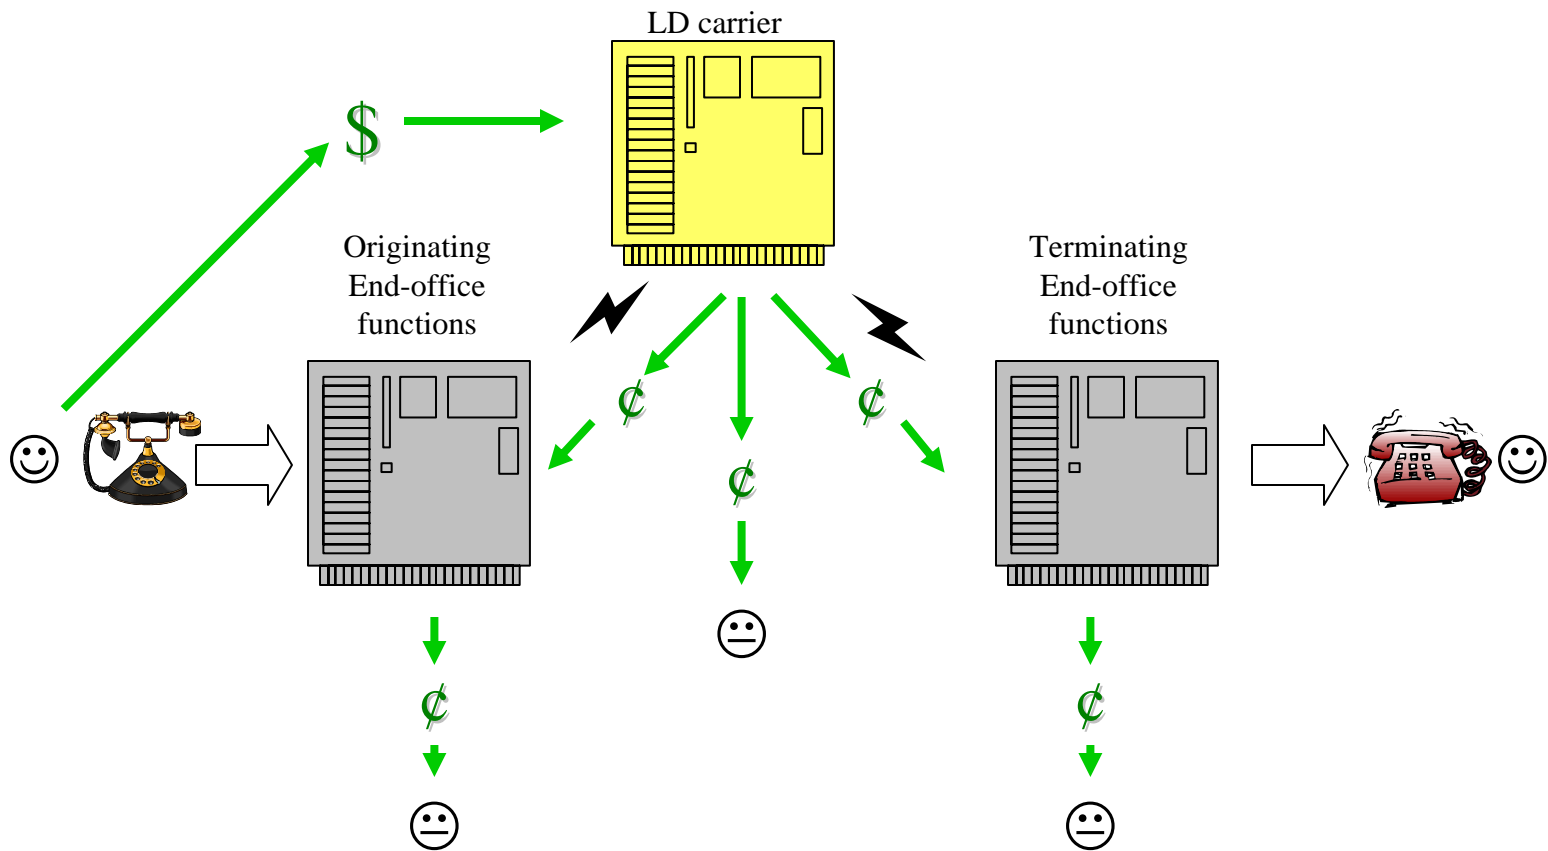 LD carrier
$
Originating
End-office
functions
Terminating
End-office
functions
¢
¢
¢
¢
¢